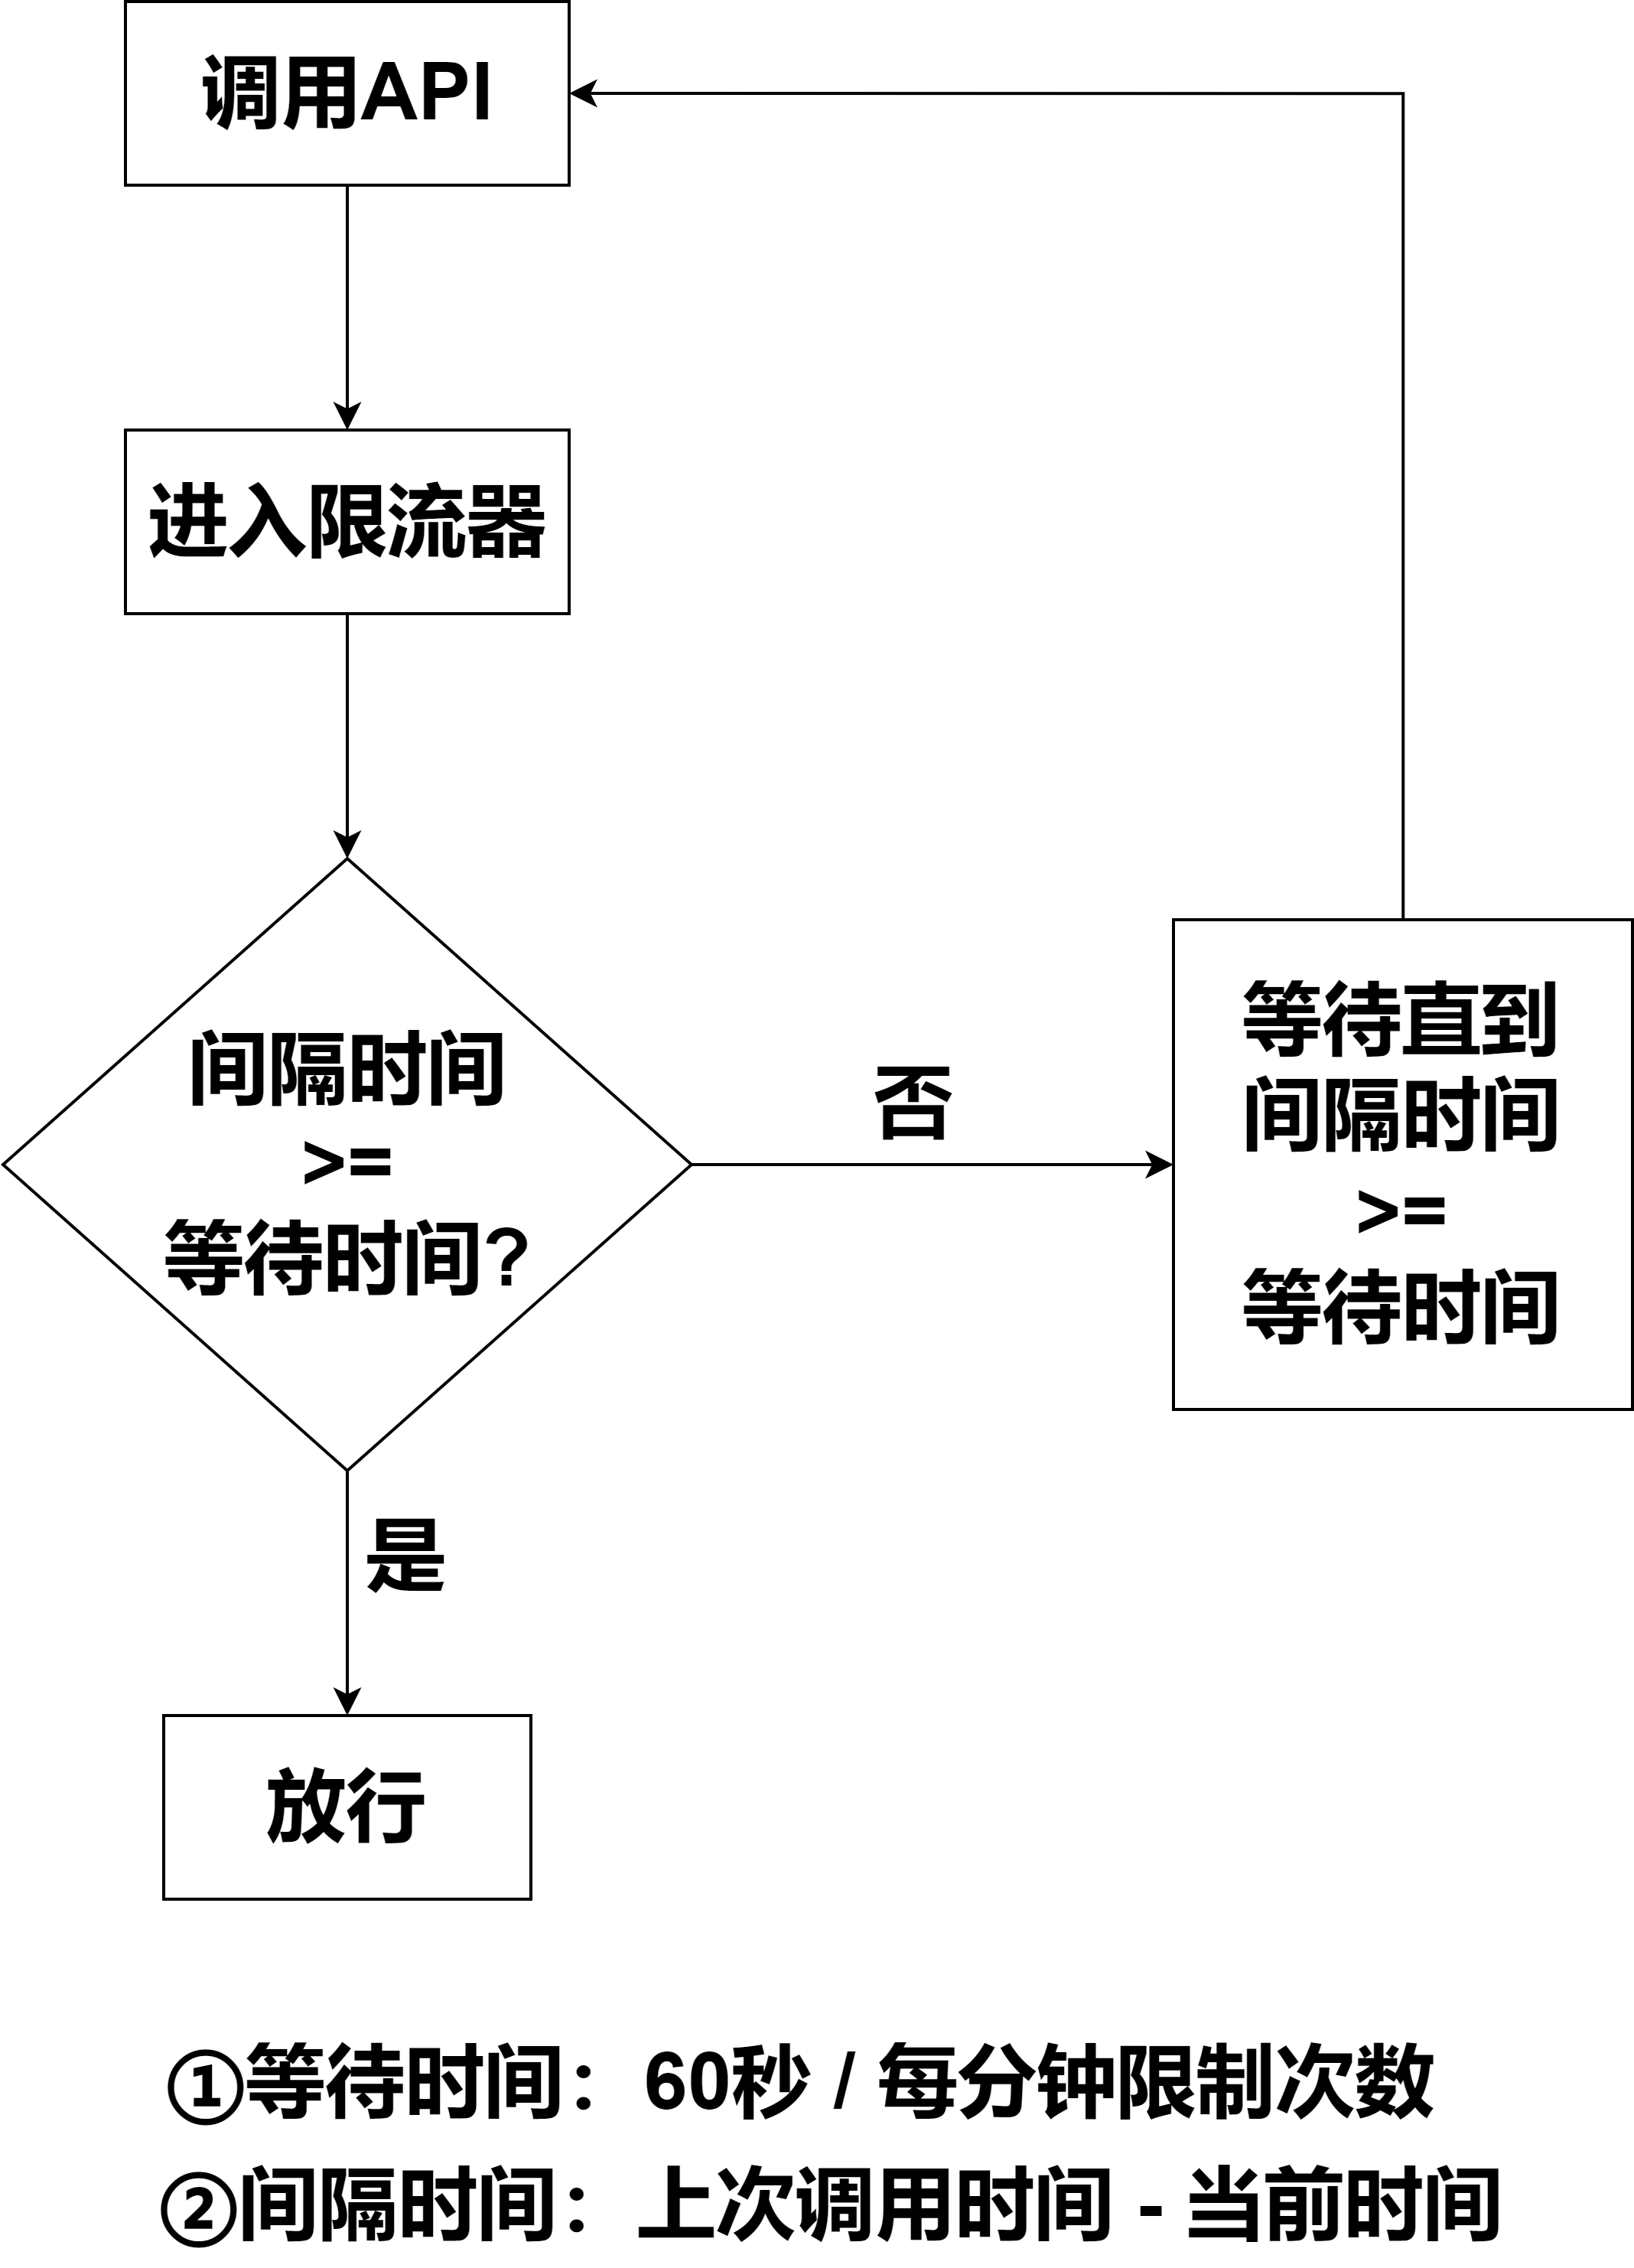 调用API
进入限流器
间隔时间
>=
等待时间?
否
等待直到
间隔时间
>=
等待时间
是
放行
①等待时间：60秒 / 每分钟限制次数
②间隔时间：上次调用时间 - 当前时间